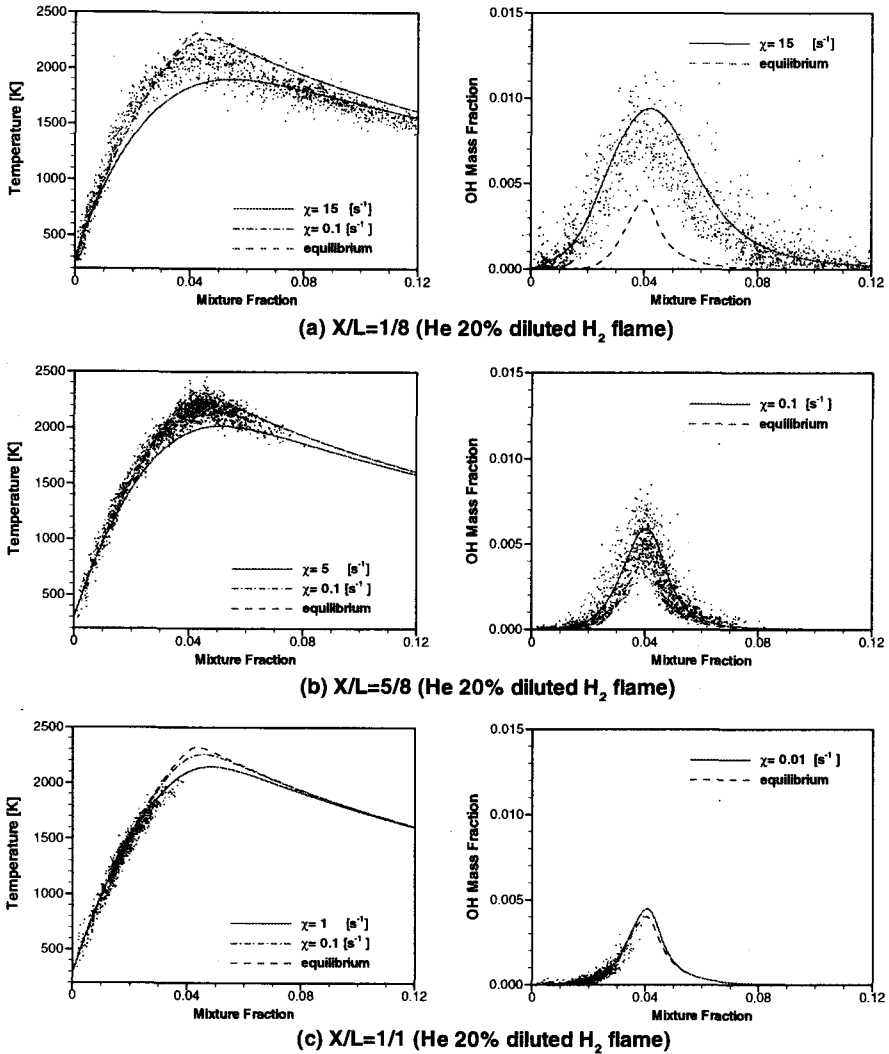 2500
2000
1500
1000
500
Temperature [K]
χ= 15 [s⁻¹]
χ= 0.1 [s⁻¹]
equilibrium
0 0.04 0.08 0.12
Mixture Fraction
0.015
0.010
0.005
0.000
OH Mass Fraction
χ= 15 [s⁻¹]
equilibrium
0 0.04 0.08 0.12
Mixture Fraction
(a) X/L=1/8 (He 20% diluted H₂ flame)
2500
2000
1500
1000
500
Temperature [K]
χ= 5 [s⁻¹]
χ= 0.1 [s⁻¹]
equilibrium
0 0.04 0.08 0.12
Mixture Fraction
0.015
0.010
0.005
0.000
OH Mass Fraction
χ= 0.1 [s⁻¹]
equilibrium
0 0.04 0.08 0.12
Mixture Fraction
(b) X/L=5/8 (He 20% diluted H₂ flame)
2500
2000
1500
1000
500
Temperature [K]
χ= 1 [s⁻¹]
χ= 0.1 [s⁻¹]
equilibrium
0 0.04 0.08 0.12
Mixture Fraction
0.015
0.010
0.005
0.000
OH Mass Fraction
χ= 0.01 [s⁻¹]
equilibrium
0 0.04 0.08 0.12
Mixture Fraction
(c) X/L=1/1 (He 20% diluted H₂ flame)